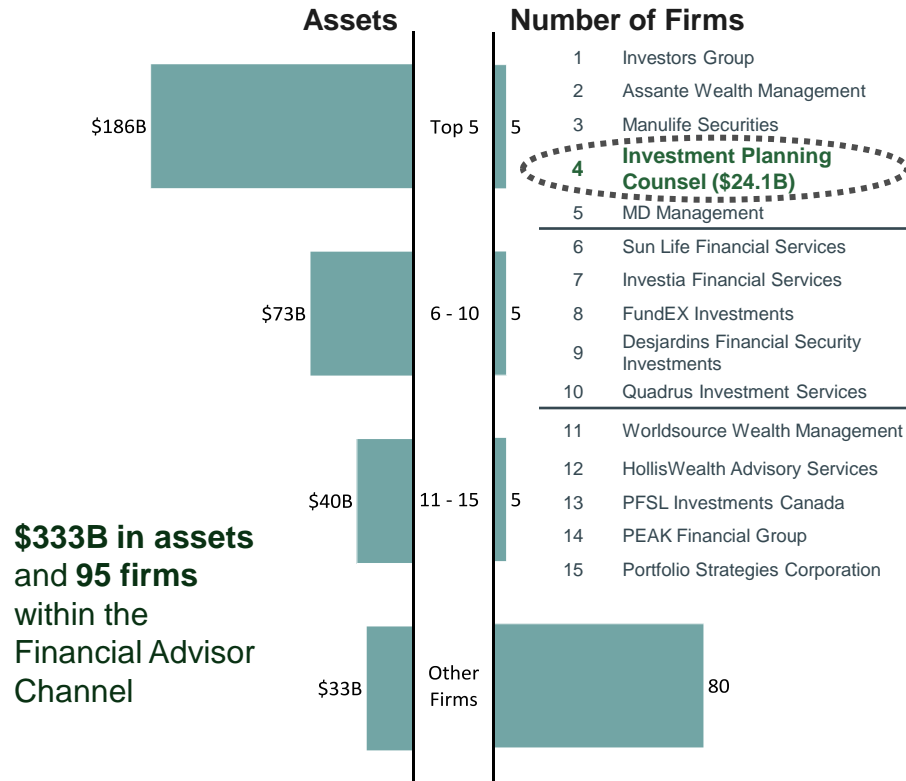 Assets
Number of Firms
$186B
Top 5
5
1 Investors Group
2 Assante Wealth Management
3 Manulife Securities
4 Investment Planning
Counsel ($24.1B)
5 MD Management
$73B
6 - 10
5
6 Sun Life Financial Services
7 Investia Financial Services
8 FundEX Investments
9 Desjardins Financial Security
Investments
10 Quadrus Investment Services
$40B
11 - 15
5
11 Worldsource Wealth Management
12 HollisWealth Advisory Services
13 PFSL Investments Canada
14 PEAK Financial Group
15 Portfolio Strategies Corporation
$333B in assets
and 95 firms
within the
Financial Advisor
Channel
$33B
Other
Firms
80